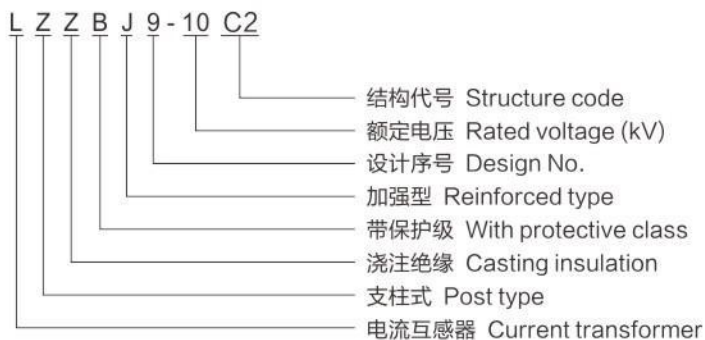 L Z Z B J 9 - 10 C2
结构代号 Structure code
额定电压 Rated voltage (kV)
设计序号 Design No.
加强型 Reinforced type
带保护级 With protective class
浇注绝缘 Casting insulation
支柱式 Post type
电流互感器 Current transformer